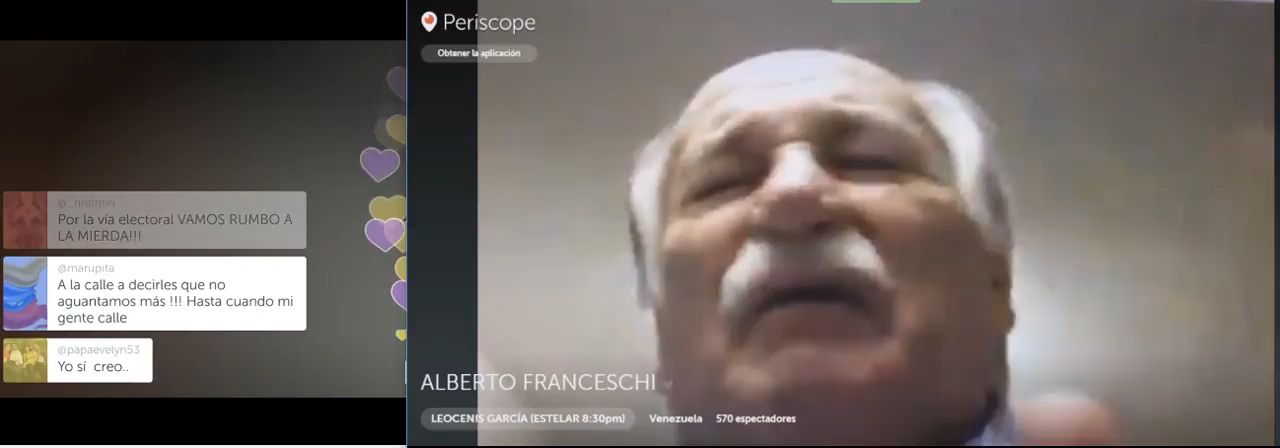 @_rintintin
Por la vía electoral VAMOS RUMBO A
LA MIERDA!!!
@marupita
A la calle a decirles que no
aguantamos más !!! Hasta cuando mi
gente calle
@papaevelyn53
Yo sí creo..
Periscope
Obtener la aplicación
ALBERTO FRANCESCHI
LEOCENIS GARCÍA (ESTELAR 8:30pm) Venezuela 570 espectadores